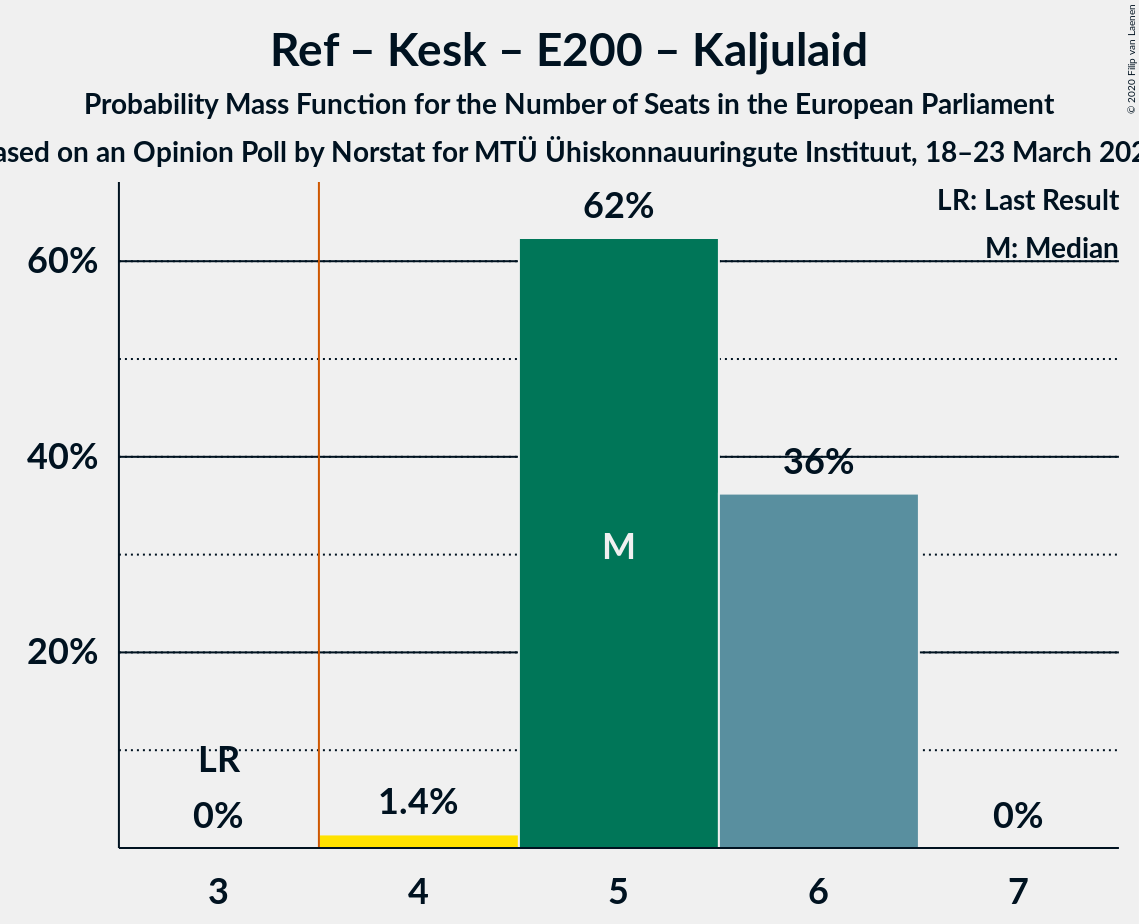 Ref – Kesk – E200 – Kaljulaid
Probability Mass Function for the Number of Seats in the European Parliament
ased on an Opinion Poll by Norstat for MTÜ Ühiskonnauuringute Instituut, 18–23 March 202
© 2020 Filip van Laenen
LR: Last Result
M: Median
60%
40%
20%
62%
36%
M
LR
0%
1.4%
0%
3
4
5
6
7